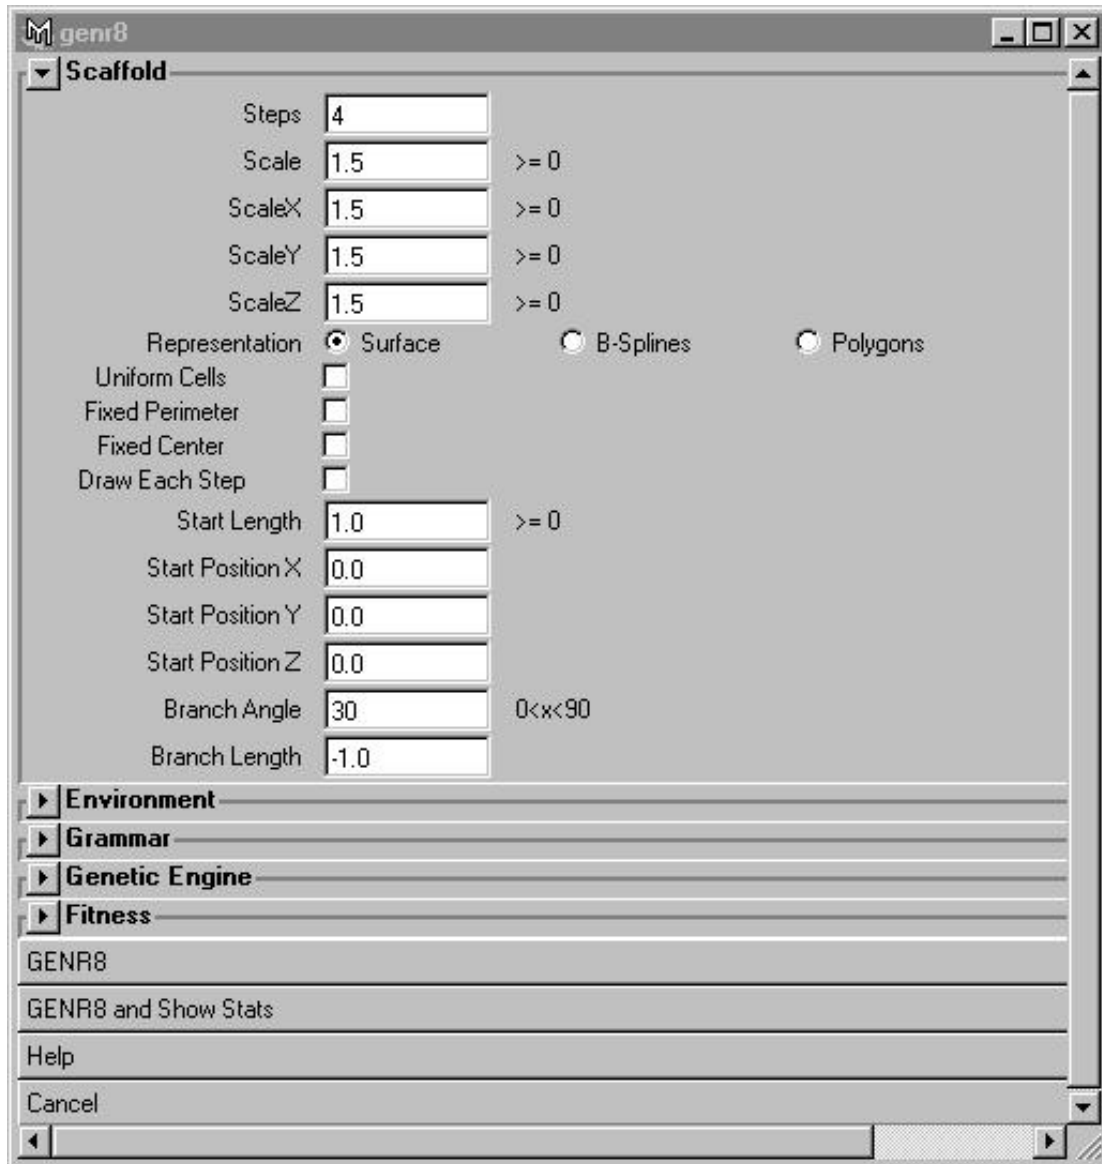 genr8
Scaffold
Steps 4
Scale 1.5 >= 0
ScaleX 1.5 >= 0
ScaleY 1.5 >= 0
ScaleZ 1.5 >= 0
Representation Surface B-Splines Polygons
Uniform Cells
Fixed Perimeter
Fixed Center
Draw Each Step
Start Length 1.0 >= 0
Start Position X 0.0
Start Position Y 0.0
Start Position Z 0.0
Branch Angle 30 0<x<90
Branch Length -1.0
Environment
Grammar
Genetic Engine
Fitness
GENR8
GENR8 and Show Stats
Help
Cancel